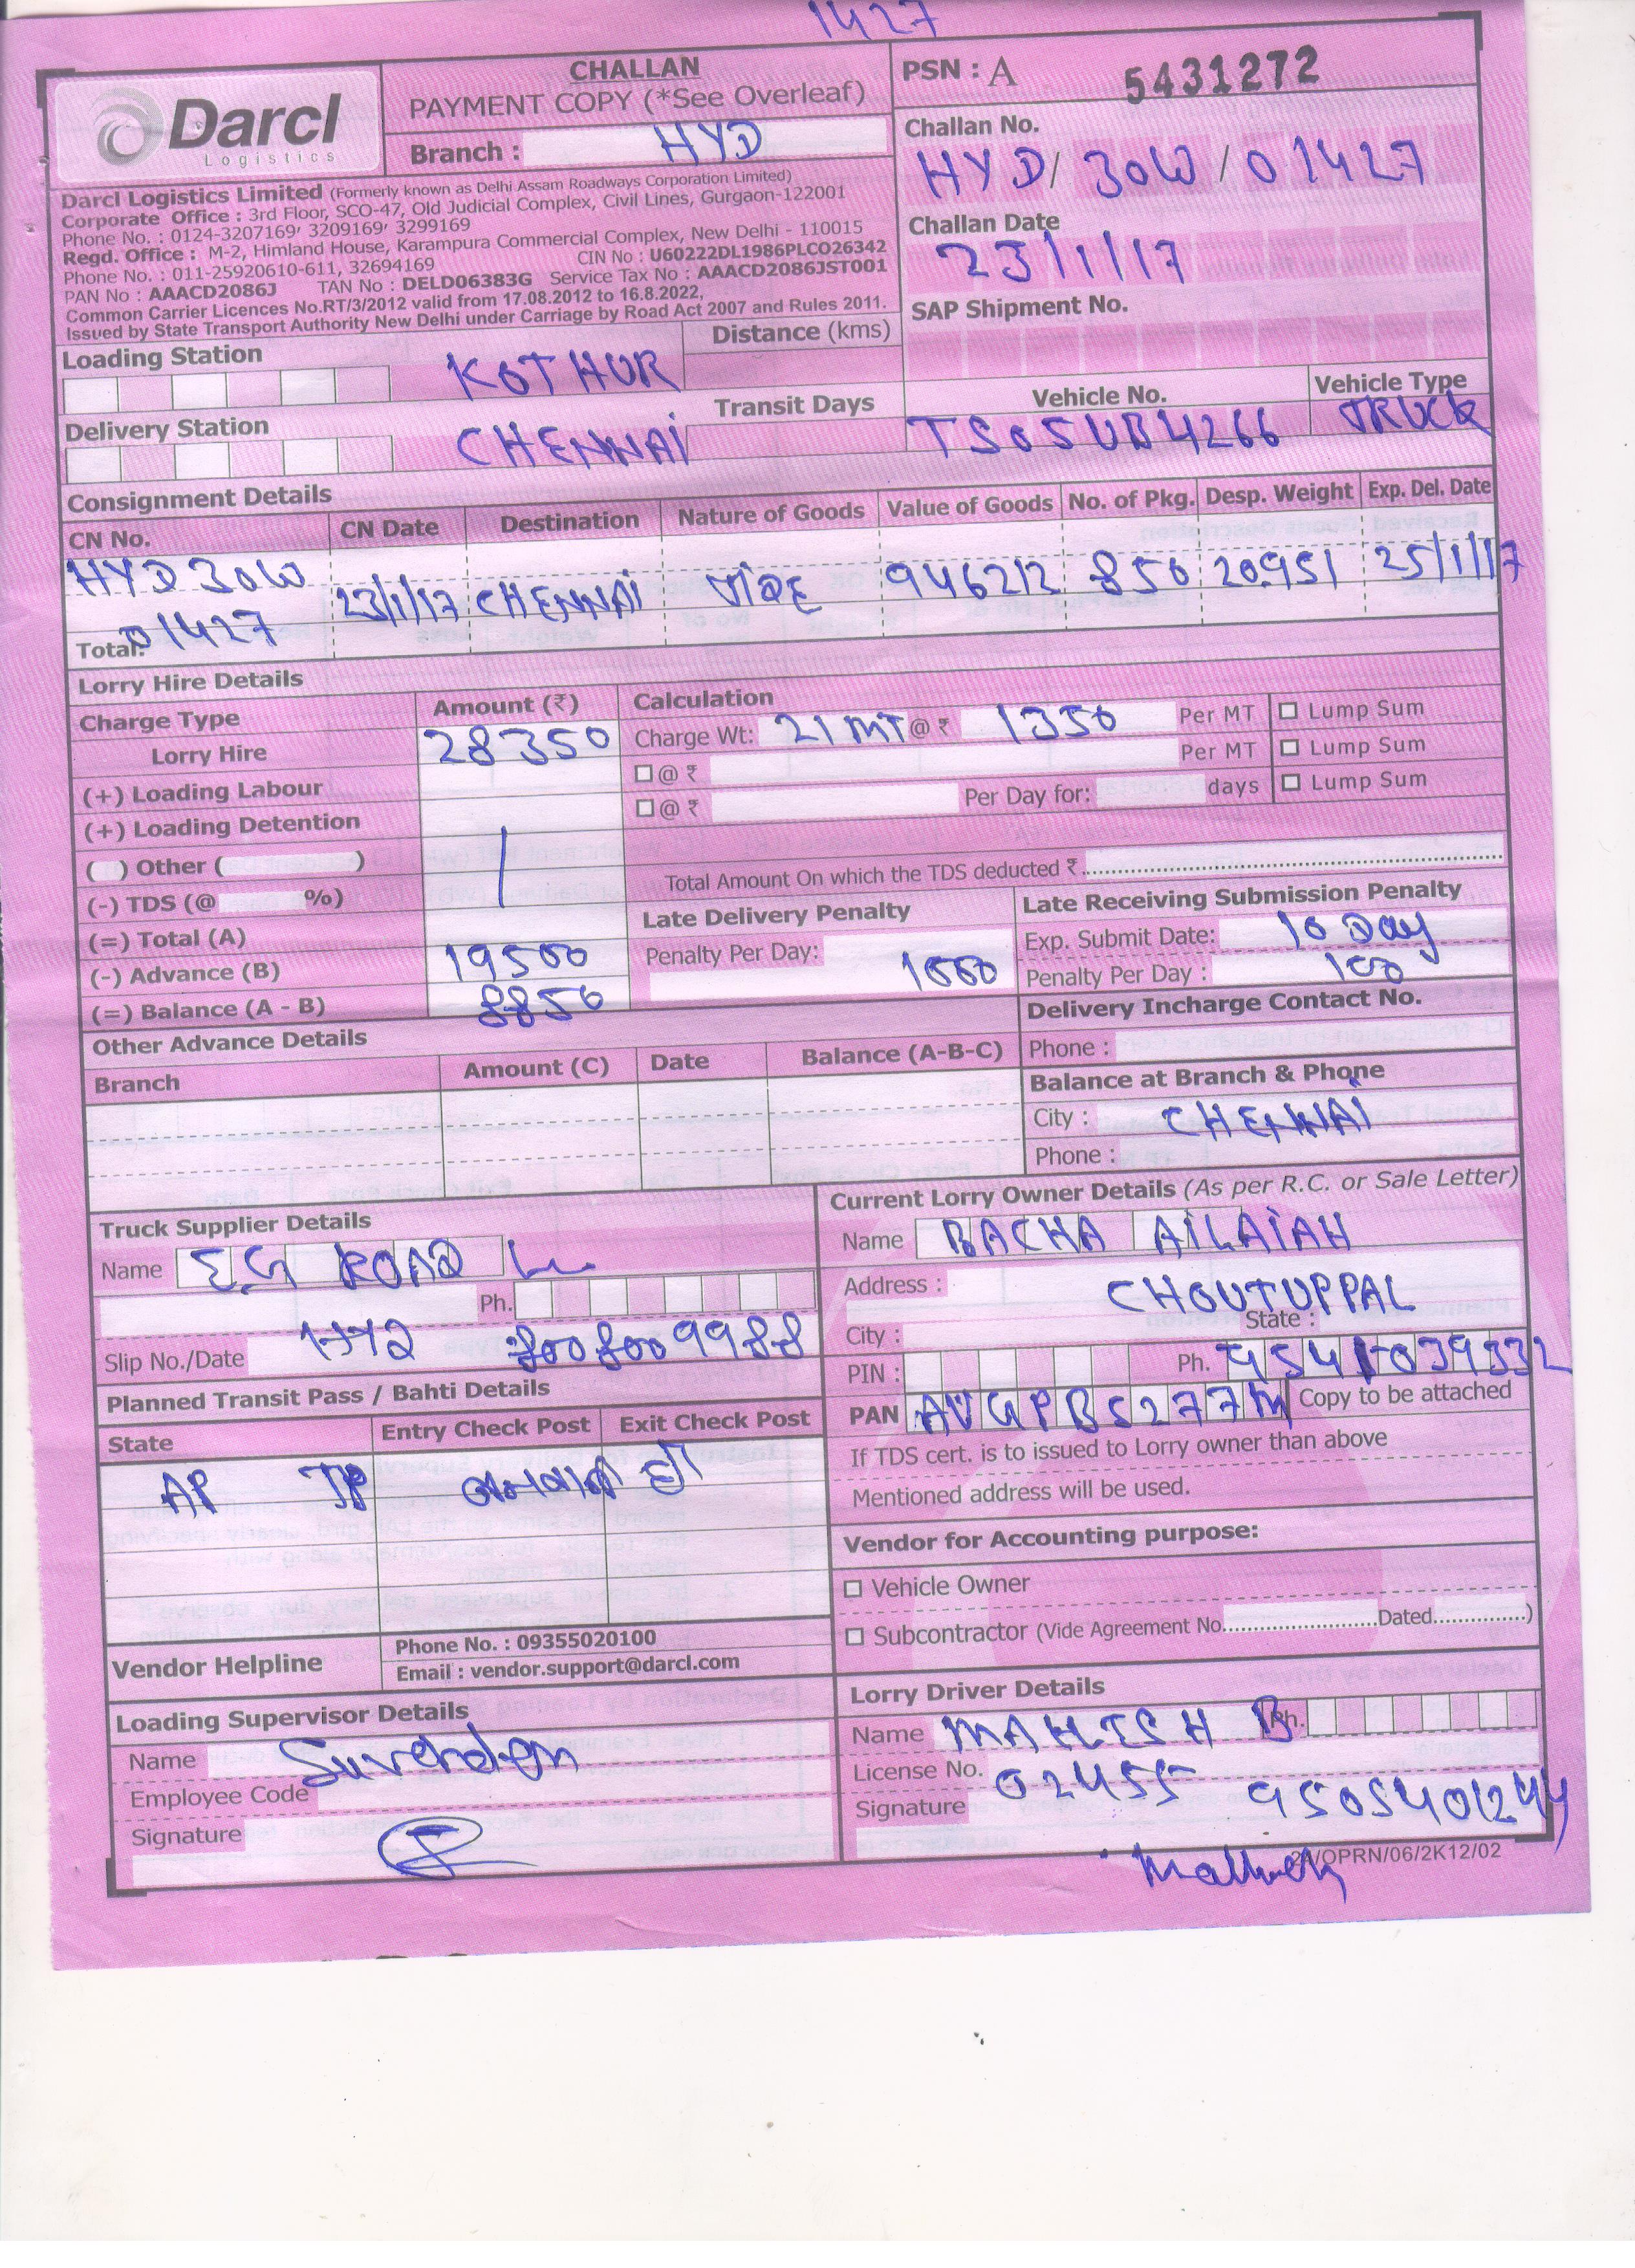 1427
Darcl
Logistics
CHALLAN
PAYMENT COPY (*See Overleaf)
Branch : HYD
PSN : A 5431272
Challan No.
HYD/30W/01427
Challan Date
23/1/17
SAP Shipment No.
Darcl Logistics Limited (Formerly known as Delhi Assam Roadways Corporation Limited)
Corporate Office : 3rd Floor, SCO-47, Old Judicial Complex, Civil Lines, Gurgaon-122001
Phone No. : 0124-3207169' 3209169' 3299169
Regd. Office : M-2, Himland House, Karampura Commercial Complex, New Delhi - 110015
Phone No. : 011-25920610-611, 32694169 CIN No : U60222DL1986PLCO26342
PAN No : AAACD2086J TAN No : DELD06383G Service Tax No : AAACD2086JST001
Common Carrier Licences No.RT/3/2012 valid from 17.08.2012 to 16.8.2022,
Issued by State Transport Authority New Delhi under Carriage by Road Act 2007 and Rules 2011.
Loading Station KOTHUR
Distance (kms)
Delivery Station CHENNAI
Transit Days
Vehicle No. Vehicle Type
TS05UB4266 TRUCK
Consignment Details
CN No. CN Date Destination Nature of Goods Value of Goods No. of Pkg. Desp. Weight Exp. Del. Date
HYD 30W
01427 23/1/17 CHENNAI 946212 850 20.951 25/1/17
Total:
Lorry Hire Details
Charge Type Amount (₹) Calculation
Lorry Hire 28350 Charge Wt: 21 MT @ ₹ 1350 Per MT Lump Sum
(+) Loading Labour @ ₹ Per MT Lump Sum
(+) Loading Detention @ ₹ Per Day for: days Lump Sum
( ) Other ( )
Total Amount On which the TDS deducted ₹
(-) TDS (@ %)
(=) Total (A)
(-) Advance (B) 19500
(=) Balance (A - B) 8850
Late Delivery Penalty
Penalty Per Day: 1000
Late Receiving Submission Penalty
Exp. Submit Date: 10 Day
Penalty Per Day : 100
Delivery Incharge Contact No.
Phone :
Other Advance Details
Branch Amount (C) Date Balance (A-B-C)
Balance at Branch & Phone
City : CHENNAI
Phone :
Truck Supplier Details
Name E.G ROAD
Ph.
Slip No./Date 8008009988
Current Lorry Owner Details (As per R.C. or Sale Letter)
Name BACHA AILAIAH
Address : CHOUTUPPAL
City : State :
PIN : Ph. 9541039332
PAN AVGPB5277M Copy to be attached
If TDS cert. is to issued to Lorry owner than above
Mentioned address will be used.
Planned Transit Pass / Bahti Details
State Entry Check Post Exit Check Post
AP
Vendor for Accounting purpose:
Vehicle Owner
Subcontractor (Vide Agreement No..............Dated..............)
Vendor Helpline
Phone No. : 09355020100
Email : vendor.support@darcl.com
Loading Supervisor Details
Name
Employee Code
Signature
Lorry Driver Details
Name MAHESH B Ph.
License No. 02455 9505401244
Signature
24/OPRN/06/2K12/02